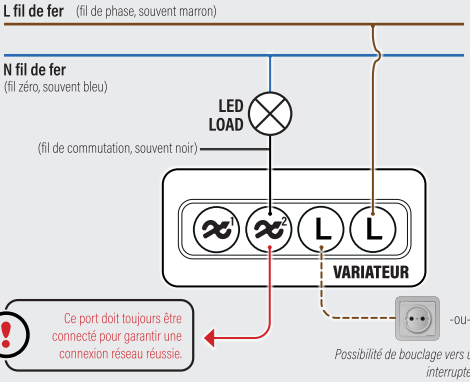 L fil de fer (fil de phase, souvent marron)
N fil de fer
(fil zéro, souvent bleu)
LED
LOAD
(fil de commutation, souvent noir)
1 2 L L
VARIATEUR
! Ce port doit toujours être
connecté pour garantir une
connexion réseau réussie.
-ou-
Possibilité de bouclage vers
interrupte